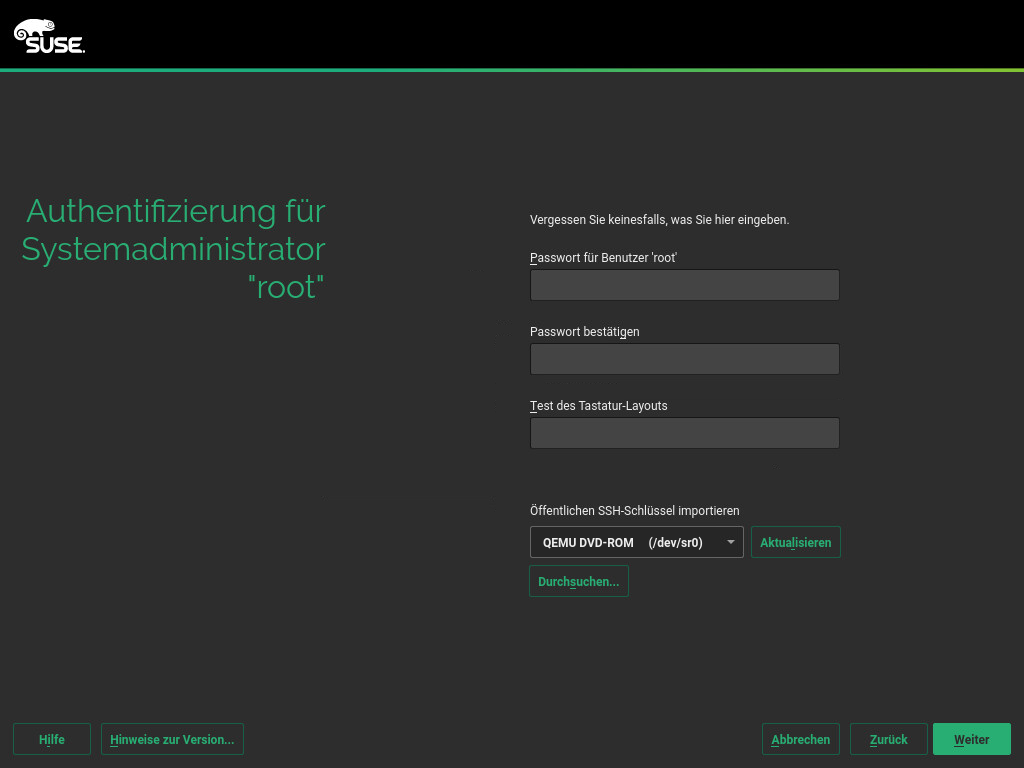 SUSE.
Authentifizierung für
Systemadministrator
"root"
Vergessen Sie keinesfalls, was Sie hier eingeben.
Passwort für Benutzer 'root'
Passwort bestätigen
Test des Tastatur-Layouts
Öffentlichen SSH-Schlüssel importieren
QEMU DVD-ROM (/dev/sr0) Aktualisieren
Durchsuchen...
Hilfe Hinweise zur Version... Abbrechen Zurück Weiter